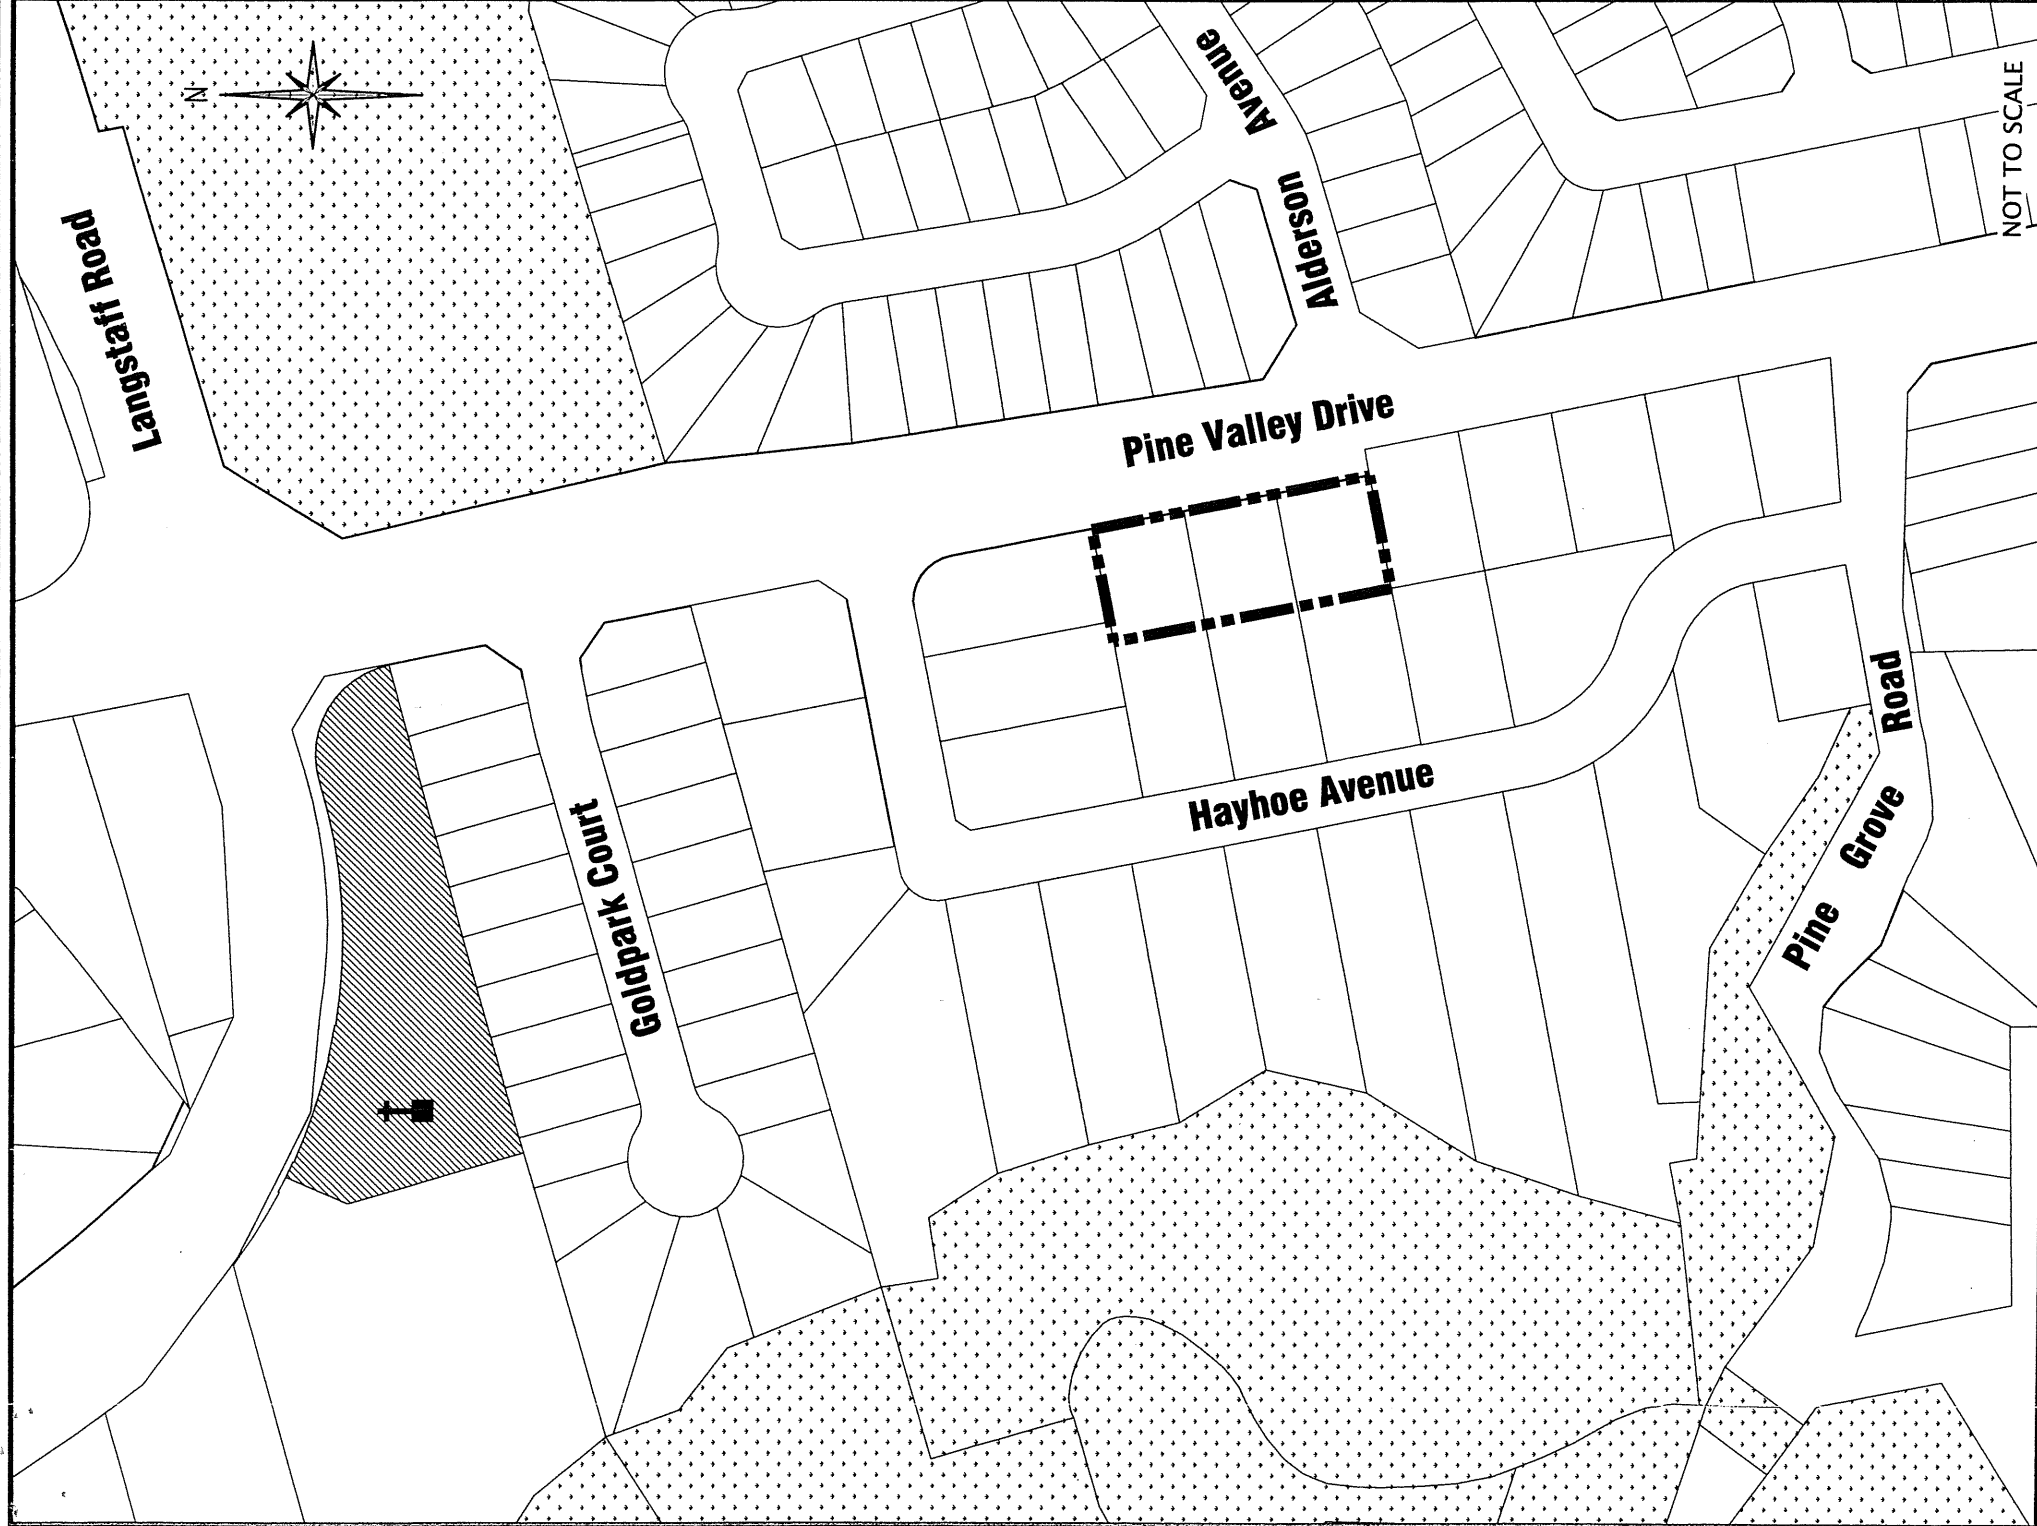 N
Langstaff Road
Alderson Avenue
NOT TO SCALE
Pine Valley Drive
Goldpark Court
Hayhoe Avenue
Pine Grove Road